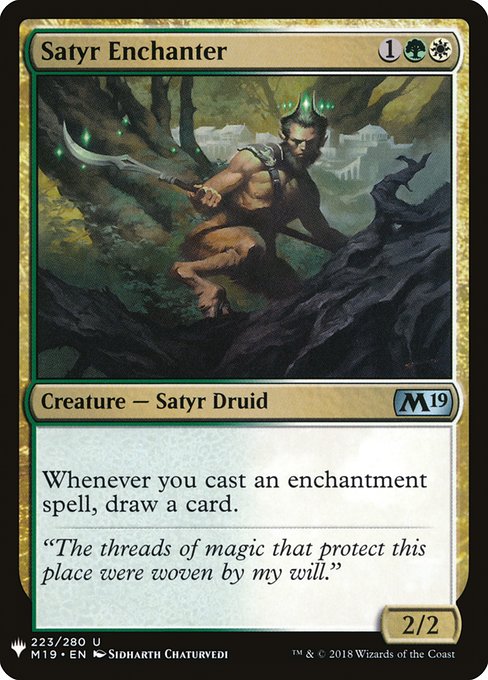 Satyr Enchanter 1
Creature — Satyr Druid M19
Whenever you cast an enchantment
spell, draw a card.
“The threads of magic that protect this
place were woven by my will.”
2/2
223/280 U
M19 • EN Sidharth Chaturvedi ™ & © 2018 Wizards of the Coast